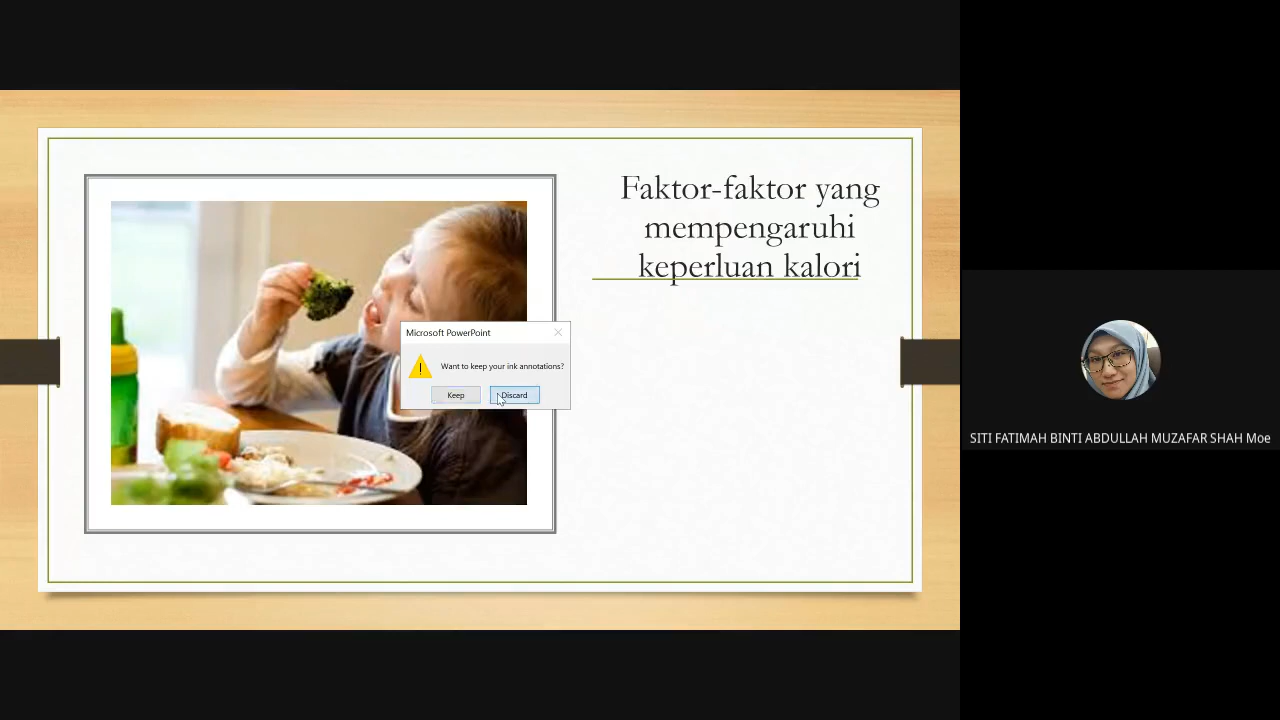 Faktor-faktor yang
mempengaruhi
keperluan kalori
Microsoft PowerPoint
Want to keep your ink annotations?
Keep
Discard
SITI FATIMAH BINTI ABDULLAH MUZAFAR SHAH Moe